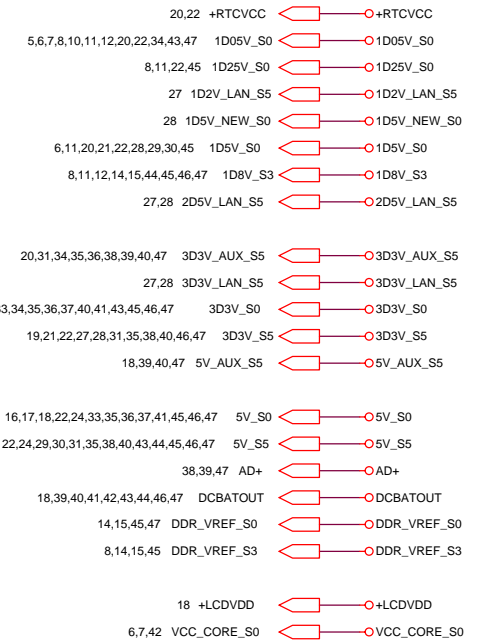 20,22 +RTCVCC +RTCVCC
5,6,7,8,10,11,12,20,22,34,43,47 1D05V_S0 1D05V_S0
8,11,22,45 1D25V_S0 1D25V_S0
27 1D2V_LAN_S5 1D2V_LAN_S5
28 1D5V_NEW_S0 1D5V_NEW_S0
6,11,20,21,22,28,29,30,45 1D5V_S0 1D5V_S0
8,11,12,14,15,44,45,46,47 1D8V_S3 1D8V_S3
27,28 2D5V_LAN_S5 2D5V_LAN_S5
20,31,34,35,36,38,39,40,47 3D3V_AUX_S5 3D3V_AUX_S5
27,28 3D3V_LAN_S5 3D3V_LAN_S5
3,34,35,36,37,40,41,43,45,46,47 3D3V_S0 3D3V_S0
19,21,22,27,28,31,35,38,40,46,47 3D3V_S5 3D3V_S5
18,39,40,47 5V_AUX_S5 5V_AUX_S5
16,17,18,22,24,33,35,36,37,41,45,46,47 5V_S0 5V_S0
22,24,29,30,31,35,38,40,43,44,45,46,47 5V_S5 5V_S5
38,39,47 AD+ AD+
18,39,40,41,42,43,44,46,47 DCBATOUT DCBATOUT
14,15,45,47 DDR_VREF_S0 DDR_VREF_S0
8,14,15,45 DDR_VREF_S3 DDR_VREF_S3
18 +LCDVDD +LCDVDD
6,7,42 VCC_CORE_S0 VCC_CORE_S0